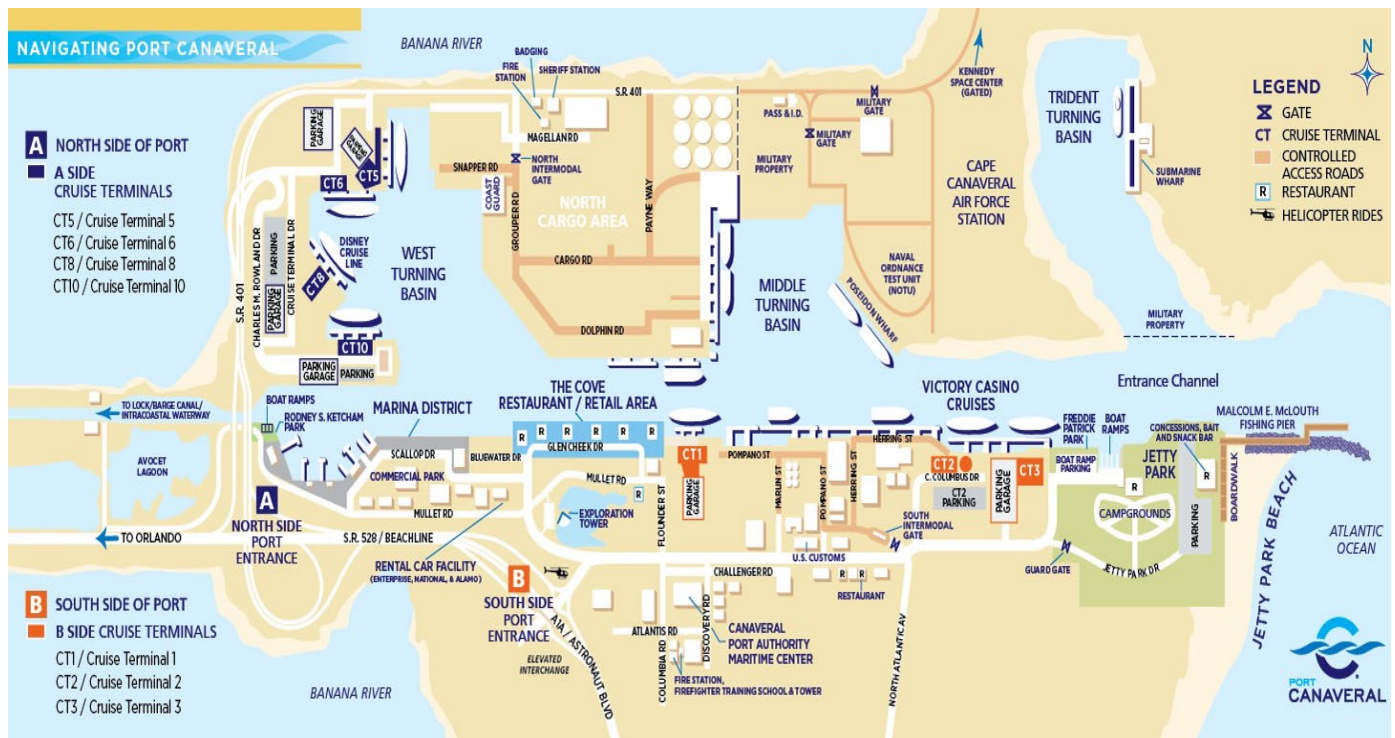 NAVIGATING PORT CANAVERAL
BANANA RIVER
BADGING
FIRE
STATION
SHERIFF STATION
S.R. 401
KENNEDY
SPACE CENTER
(GATED)
N
TRIDENT
TURNING
BASIN
LEGEND
GATE
CT
CRUISE TERMINAL
CONTROLLED
ACCESS ROADS
R
RESTAURANT
HELICOPTER RIDES
SUBMARINE
WHARF
A
NORTH SIDE OF PORT
A SIDE
CRUISE TERMINALS
CT5 / Cruise Terminal 5
CT6 / Cruise Terminal 6
CT8 / Cruise Terminal 8
CT10 / Cruise Terminal 10
PARKING
GARAGE
PARKING
GARAGE
CT5
CT6
MAGELLAN RD
SNAPPER RD
NORTH
INTERMODAL
GATE
COAST
GUARD
GROUPER RD
NORTH
CARGO AREA
PAYNE WAY
CARGO RD
DOLPHIN RD
PASS & I.D.
MILITARY
GATE
MILITARY
GATE
MILITARY
PROPERTY
CAPE
CANAVERAL
AIR FORCE
STATION
NAVAL
ORDNANCE
TEST UNIT
(NOTU)
POSEIDON WHARF
MIDDLE
TURNING
BASIN
WEST
TURNING
BASIN
DISNEY
CRUISE
LINE
CT8
S.R. 401
CHARLES M. ROWLAND DR
PARKING
PARKING
GARAGE
CRUISE TERMINAL DR
CT10
PARKING
GARAGE
PARKING
MILITARY
PROPERTY
Entrance Channel
TO LOCK/BARGE CANAL/
INTRACOASTAL WATERWAY
BOAT RAMPS
RODNEY S. KETCHAM
PARK
MARINA DISTRICT
THE COVE
RESTAURANT / RETAIL AREA
VICTORY CASINO
CRUISES
FREDDIE
PATRICK
PARK
BOAT
RAMPS
CONCESSIONS, BAIT
AND SNACK BAR
MALCOLM E. McLOUTH
FISHING PIER
AVOCET
LAGOON
SCALLOP DR
BLUEWATER DR
R
R
R
R
R
R
R
GLEN CHEEK DR
COMMERCIAL PARK
MULLET RD
MULLET RD
R
EXPLORATION
TOWER
FLOUNDER ST
CT1
PARKING
GARAGE
POMPANO ST
MARLIN ST
POMPANO ST
HERRING ST
HERRING ST
CT2
C. COLUMBUS DR
CT2
PARKING
PARKING
GARAGE
CT3
BOAT RAMP
PARKING
JETTY
PARK
R
R
CAMPGROUNDS
PARKING
BOARDWALK
JETTY PARK BEACH
ATLANTIC
OCEAN
A
NORTH SIDE
PORT
ENTRANCE
TO ORLANDO
S.R. 528 / BEACHLINE
RENTAL CAR FACILITY
(ENTERPRISE, NATIONAL, & ALAMO)
SOUTH
INTERMODAL
GATE
U.S. CUSTOMS
GUARD GATE
JETTY PARK DR
B
SOUTH SIDE
PORT
ENTRANCE
CHALLENGER RD
R
R
RESTAURANT
ATLANTIS RD
DISCOVERY RD
COLUMBIA RD
CANAVERAL
PORT AUTHORITY
MARITIME CENTER
FIRE STATION,
FIREFIGHTER TRAINING SCHOOL & TOWER
NORTH ATLANTIC AV
A1A / ASTRONAUT BLVD
ELEVATED
INTERCHANGE
BANANA RIVER
B
SOUTH SIDE OF PORT
B SIDE CRUISE TERMINALS
CT1 / Cruise Terminal 1
CT2 / Cruise Terminal 2
CT3 / Cruise Terminal 3
PORT
CANAVERAL